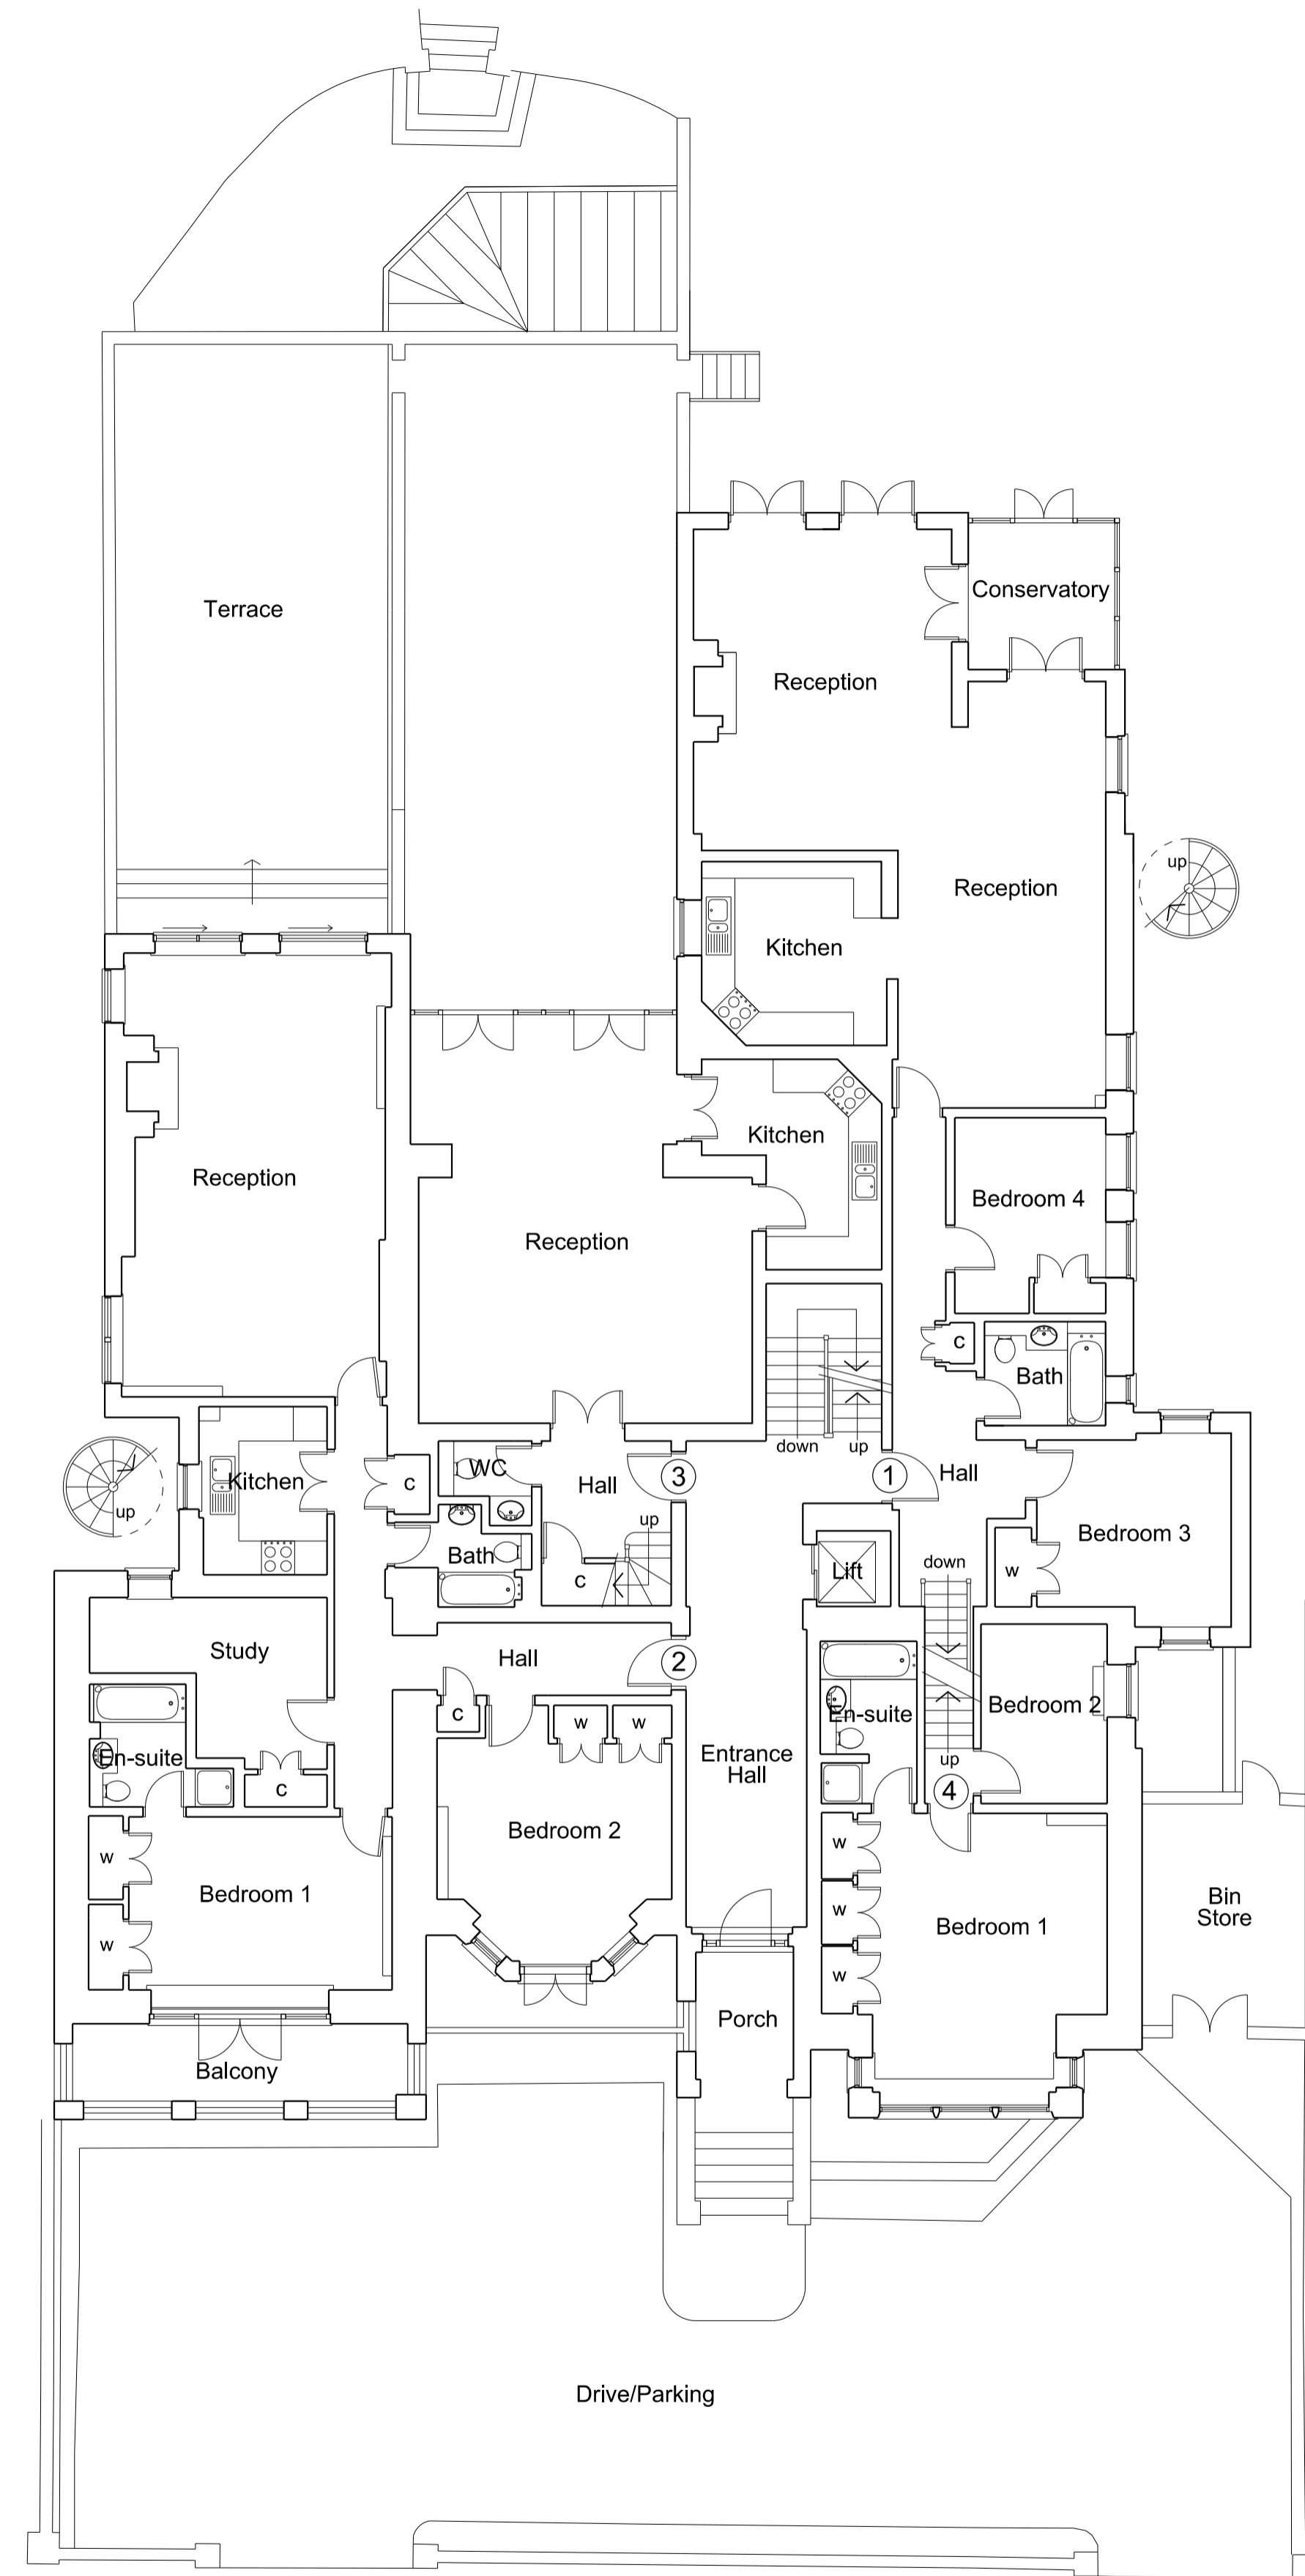 Terrace
Conservatory
Reception
up
Reception
Kitchen
Kitchen
Reception
Bedroom 4
Reception
c
Bath
down
up
Kitchen
c
WC
Hall
3
1
Hall
up
up
Bedroom 3
Bath
c
Lift
down
w
Study
Hall
2
c
w
w
En-suite
Bedroom 2
En-suite
Entrance
Hall
up
4
c
Bedroom 2
w
w
Bedroom 1
w
Bin
Store
Bedroom 1
w
w
Porch
Balcony
Drive/Parking